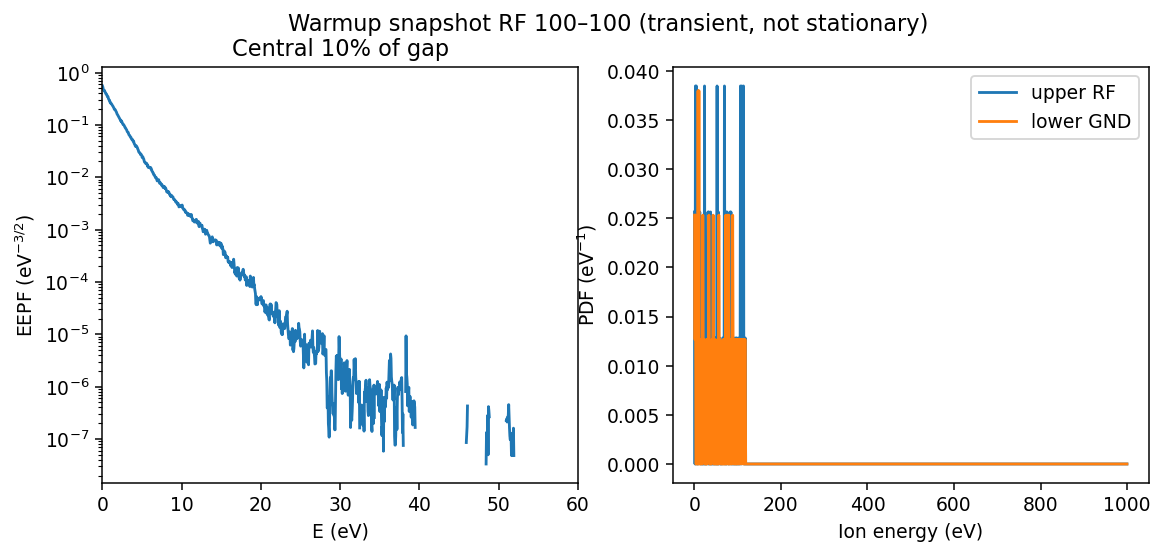 Warmup snapshot RF 100–100 (transient, not stationary)
Central 10% of gap
EEPF (eV⁻³/²)
10⁰
10⁻¹
10⁻²
10⁻³
10⁻⁴
10⁻⁵
10⁻⁶
10⁻⁷
0 10 20 30 40 50 60
E (eV)
PDF (eV⁻¹)
0.040
0.035
0.030
0.025
0.020
0.015
0.010
0.005
0.000
upper RF
lower GND
0 200 400 600 800 1000
Ion energy (eV)